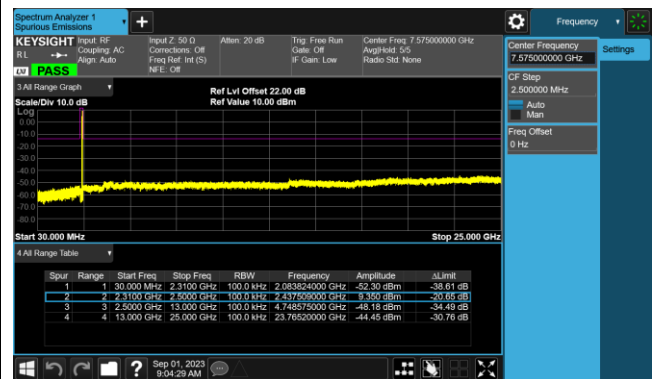 Spectrum Analyzer 1
Spurious Emissions
Frequency
KEYSIGHT
R L
LXI
PASS
Input: RF
Coupling: AC
Align: Auto
Input Z: 50 Ω
Corrections: Off
Freq Ref: Int (S)
NFE: Off
Atten: 20 dB
Trig: Free Run
Gate: Off
IF Gain: Low
Center Freq: 7.575000000 GHz
Avg|Hold: 5/5
Radio Std: None
Center Frequency
7.575000000 GHz
Settings
CF Step
2.500000 MHz
Auto
Man
Freq Offset
0 Hz
3 All Range Graph
Scale/Div 10.0 dB
Ref Lvl Offset 22.00 dB
Ref Value 10.00 dBm
Log
0.00
-10.0
-20.0
-30.0
-40.0
-50.0
-60.0
-70.0
-80.0
Start 30.000 MHz
Stop 25.000 GHz
4 All Range Table
Spur Range Start Freq Stop Freq RBW Frequency Amplitude ΔLimit
1 1 30.000 MHz 2.3100 GHz 100.0 kHz 2.083824000 GHz -52.30 dBm -38.61 dB
2 2 2.3100 GHz 2.5000 GHz 100.0 kHz 2.437509000 GHz 9.350 dBm -20.65 dB
3 3 2.5000 GHz 13.000 GHz 100.0 kHz 4.748575000 GHz -48.18 dBm -34.49 dB
4 4 13.000 GHz 25.000 GHz 100.0 kHz 23.76520000 GHz -44.45 dBm -30.76 dB
?
Sep 01, 2023
9:04:29 AM